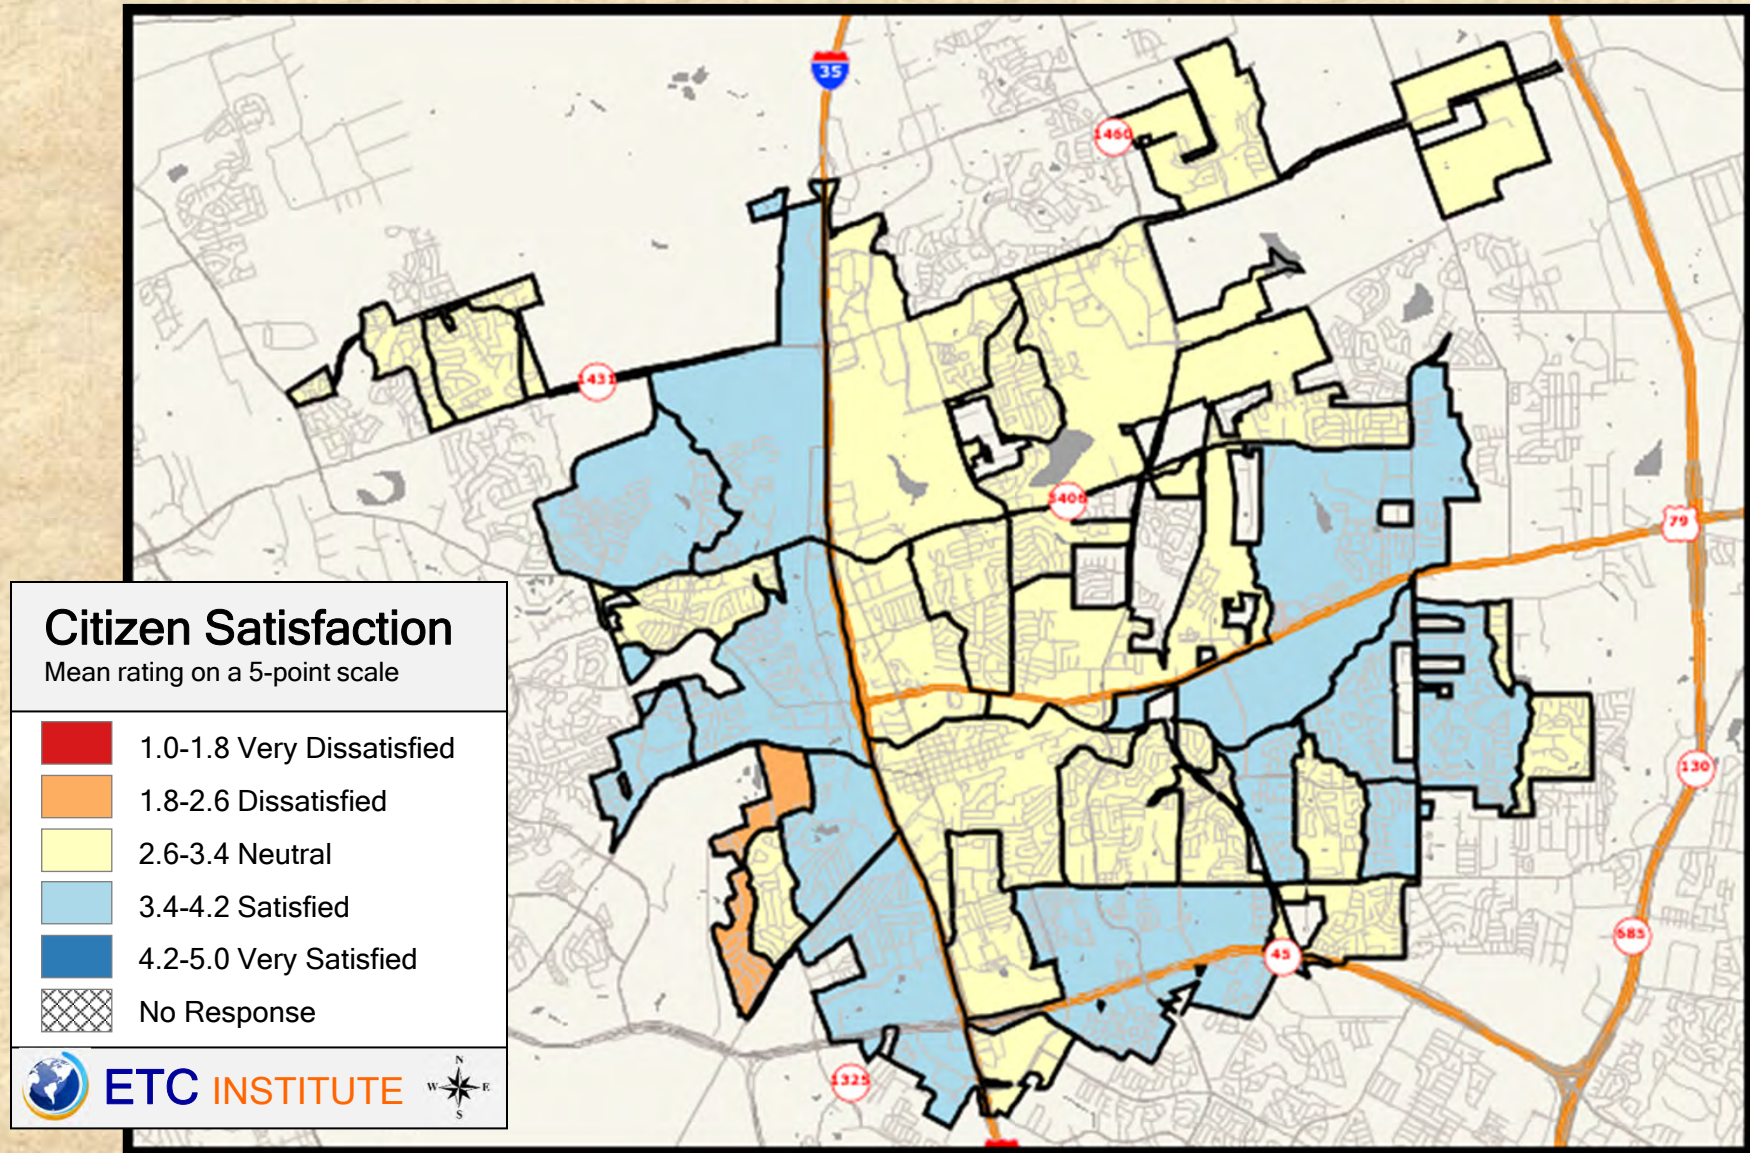 35
1460
1431
3406
79
130
685
45
1325
Citizen Satisfaction
Mean rating on a 5-point scale
1.0-1.8 Very Dissatisfied
1.8-2.6 Dissatisfied
2.6-3.4 Neutral
3.4-4.2 Satisfied
4.2-5.0 Very Satisfied
No Response
ETC INSTITUTE
N
W E
S